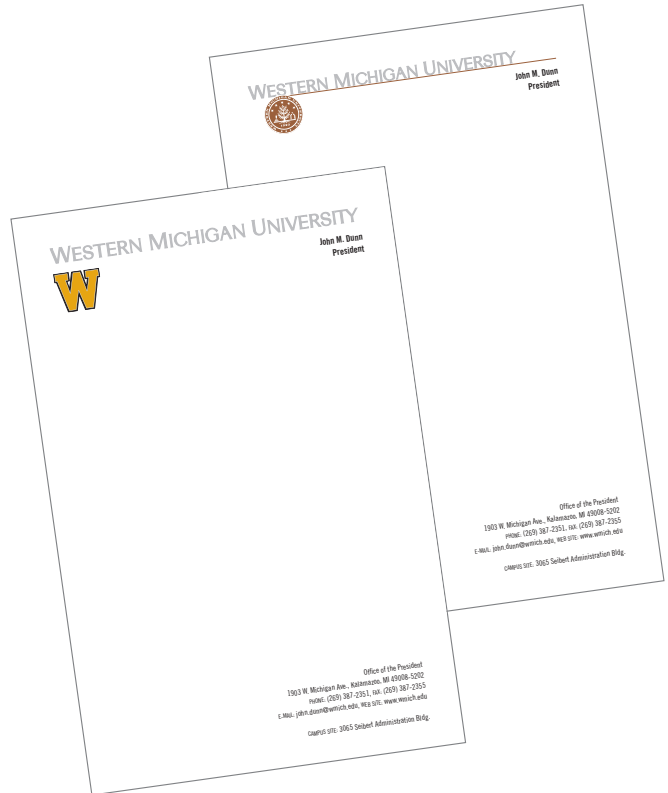 WESTERN MICHIGAN UNIVERSITY
John M. Dunn
President
Office of the President
1903 W. Michigan Ave., Kalamazoo, MI 49008-5202
PHONE: (269) 387-2351, FAX: (269) 387-2355
E-MAIL: john.dunn@wmich.edu, WEB SITE: www.wmich.edu
CAMPUS SITE: 3065 Seibert Administration Bldg.
WESTERN MICHIGAN UNIVERSITY
John M. Dunn
President
W
Office of the President
1903 W. Michigan Ave., Kalamazoo, MI 49008-5202
PHONE: (269) 387-2351, FAX: (269) 387-2355
E-MAIL: john.dunn@wmich.edu, WEB SITE: www.wmich.edu
CAMPUS SITE: 3065 Seibert Administration Bldg.